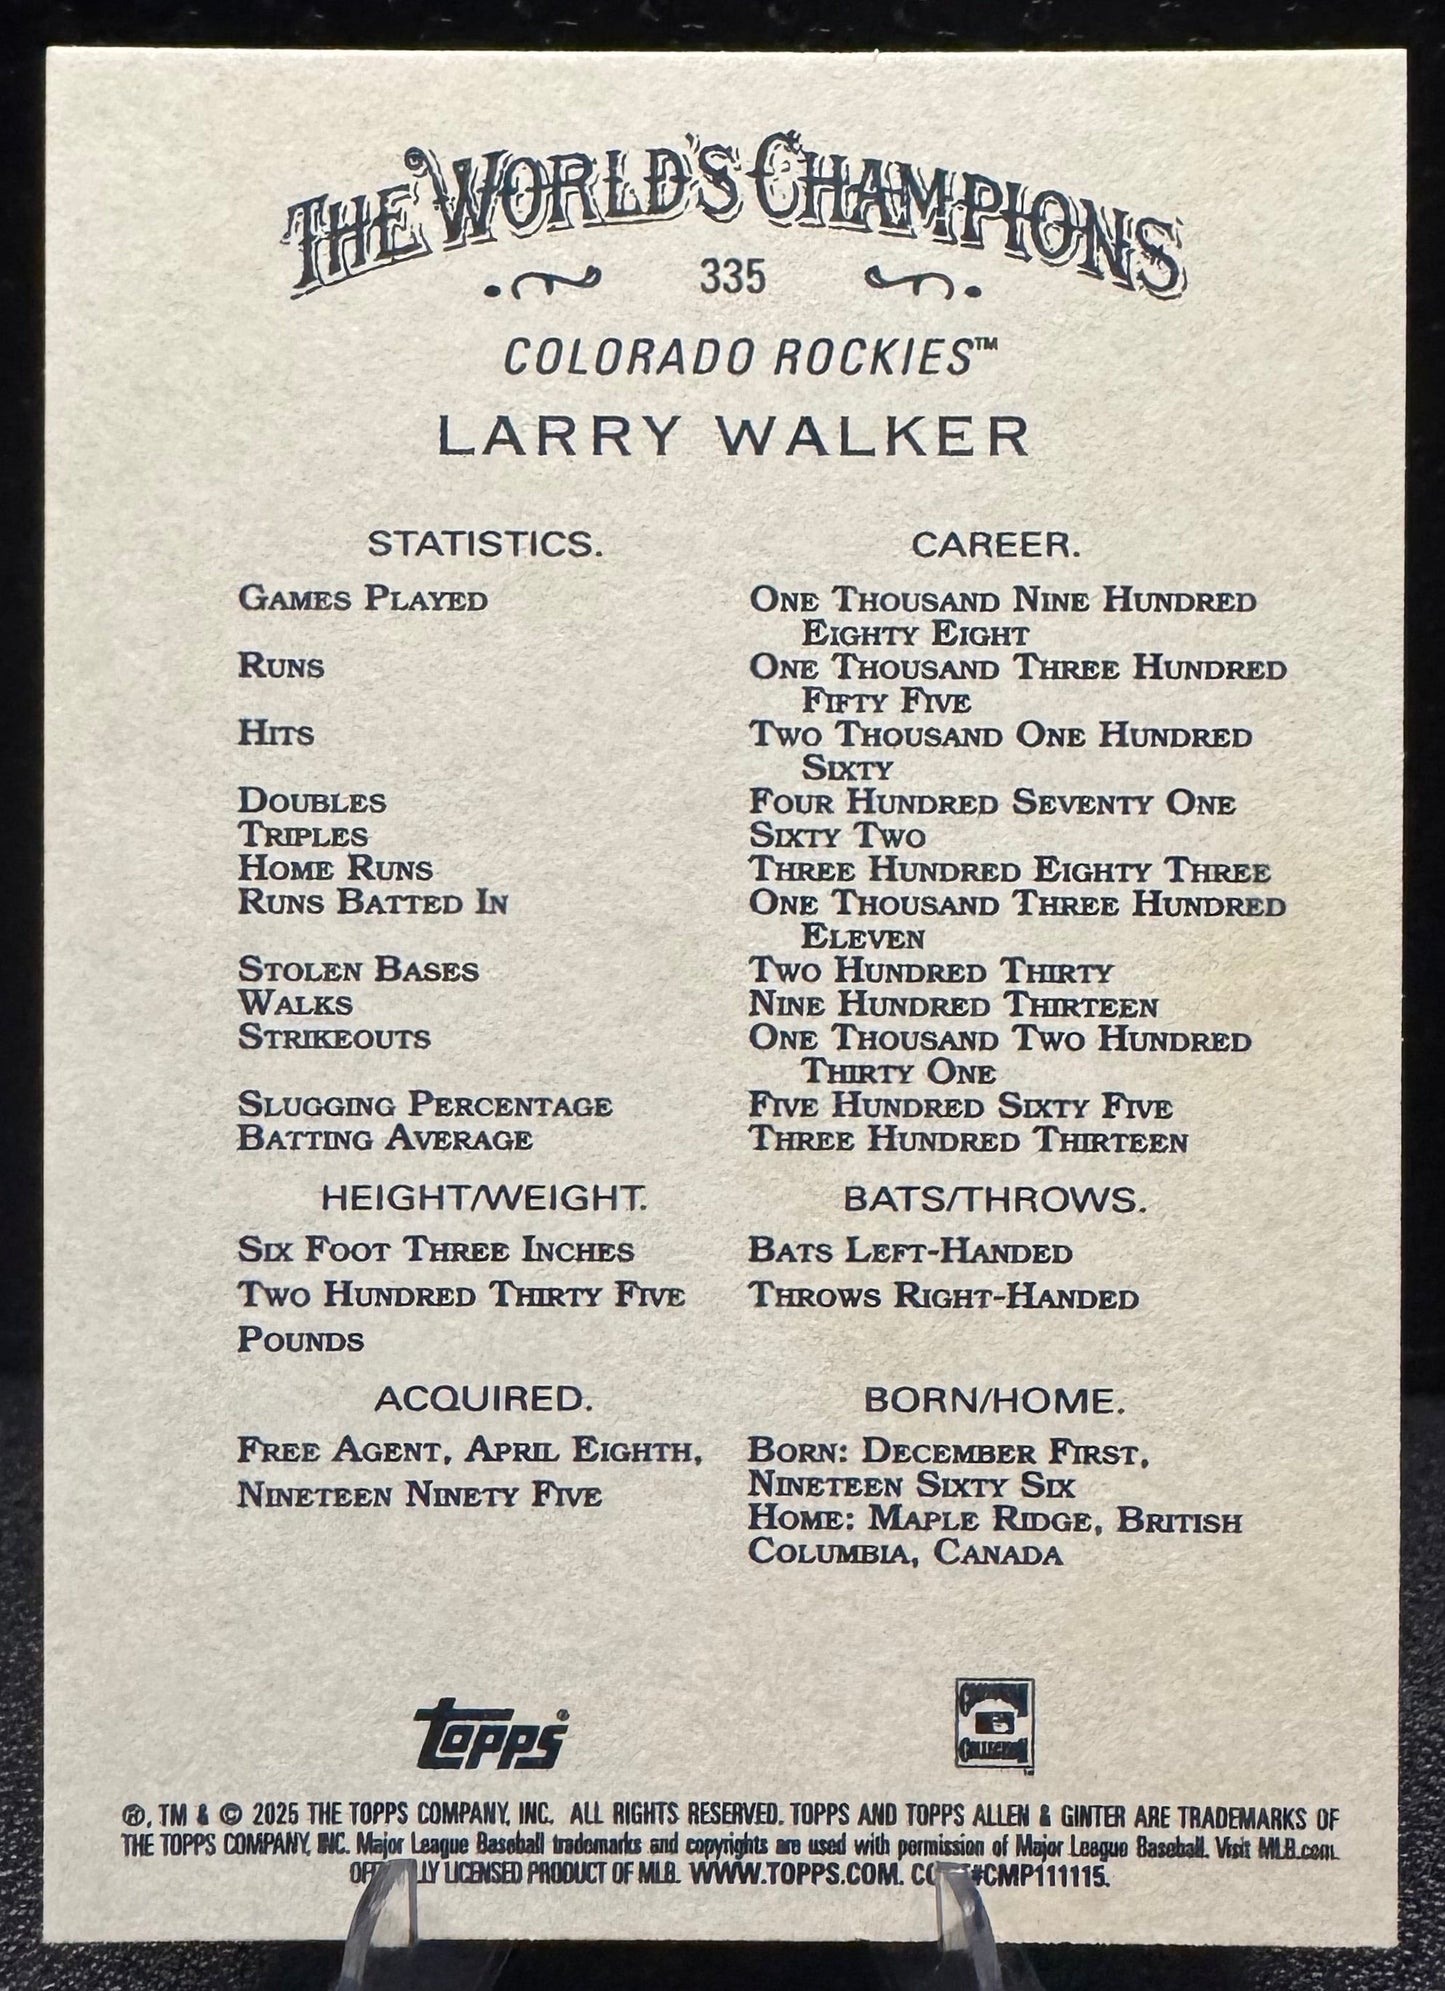 THE WORLD'S CHAMPIONS
335
COLORADO ROCKIES™
LARRY WALKER
STATISTICS. CAREER.
GAMES PLAYED ONE THOUSAND NINE HUNDRED
EIGHTY EIGHT
RUNS ONE THOUSAND THREE HUNDRED
FIFTY FIVE
HITS TWO THOUSAND ONE HUNDRED
SIXTY
DOUBLES FOUR HUNDRED SEVENTY ONE
TRIPLES SIXTY TWO
HOME RUNS THREE HUNDRED EIGHTY THREE
RUNS BATTED IN ONE THOUSAND THREE HUNDRED
ELEVEN
STOLEN BASES TWO HUNDRED THIRTY
WALKS NINE HUNDRED THIRTEEN
STRIKEOUTS ONE THOUSAND TWO HUNDRED
THIRTY ONE
SLUGGING PERCENTAGE FIVE HUNDRED SIXTY FIVE
BATTING AVERAGE THREE HUNDRED THIRTEEN
HEIGHT/WEIGHT.
SIX FOOT THREE INCHES
TWO HUNDRED THIRTY FIVE
POUNDS
BATS/THROWS.
BATS LEFT-HANDED
THROWS RIGHT-HANDED
ACQUIRED.
FREE AGENT, APRIL EIGHTH,
NINETEEN NINETY FIVE
BORN/HOME.
BORN: DECEMBER FIRST,
NINETEEN SIXTY SIX
HOME: MAPLE RIDGE, BRITISH
COLUMBIA, CANADA
TOPPS®
COLLECTION
®, TM & © 2025 THE TOPPS COMPANY, INC. ALL RIGHTS RESERVED. TOPPS AND TOPPS ALLEN & GINTER ARE TRADEMARKS OF
THE TOPPS COMPANY, INC. Major League Baseball trademarks and copyrights are used with permission of Major League Baseball. Visit MLB.com.
LICENSED PRODUCT OF MLB. WWW.TOPPS.COM. #CMP111115.